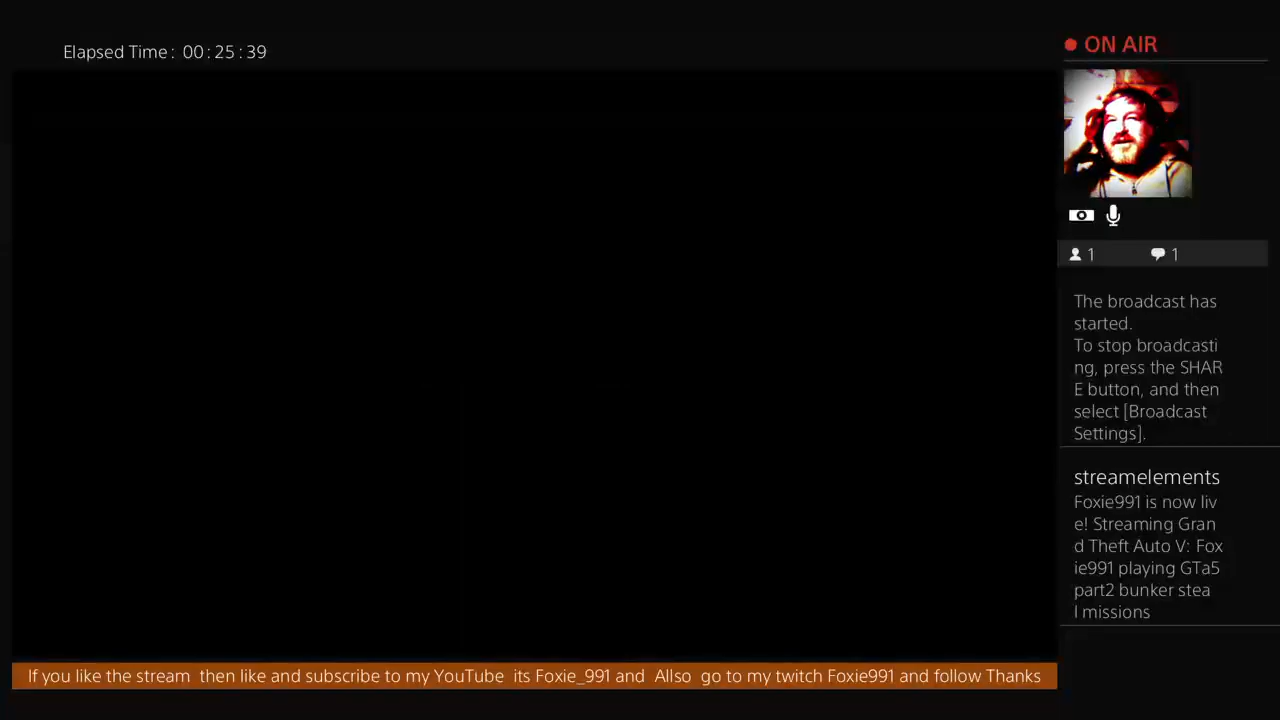 Elapsed Time: 00:25:39
ON AIR
1 1
The broadcast has
started.
To stop broadcasti
ng, press the SHAR
E button, and then
select [Broadcast
Settings].
streamelements
Foxie991 is now liv
e! Streaming Gran
d Theft Auto V: Fox
ie991 playing GTa5
part2 bunker stea
l missions
If you like the stream then like and subscribe to my YouTube its Foxie_991 and Allso go to my twitch Foxie991 and follow Thanks